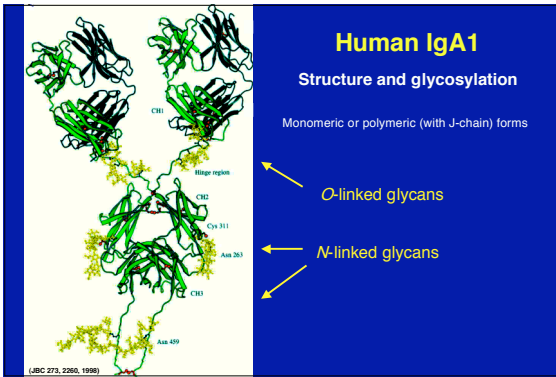 Human IgA1
Structure and glycosylation
Monomeric or polymeric (with J-chain) forms
CH1
Hinge region
O-linked glycans
CH2
Cys 311
Asn 263
N-linked glycans
CH3
Asn 459
(JBC 273, 2260, 1998)